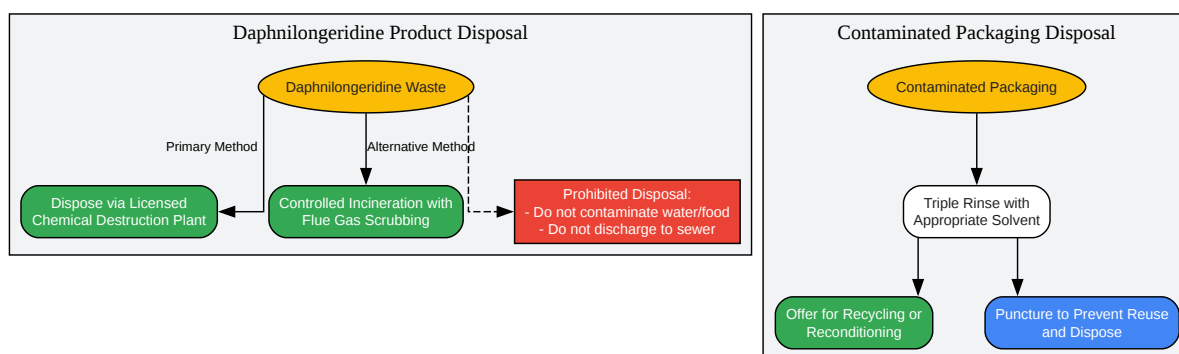 Daphnilongeridine Product Disposal
Daphnilongeridine Waste
Primary Method
Alternative Method
Dispose via Licensed
Chemical Destruction Plant
Controlled Incineration with
Flue Gas Scrubbing
Prohibited Disposal:
- Do not contaminate water/food
- Do not discharge to sewer
Contaminated Packaging Disposal
Contaminated Packaging
Triple Rinse with
Appropriate Solvent
Offer for Recycling or
Reconditioning
Puncture to Prevent Reuse
and Dispose